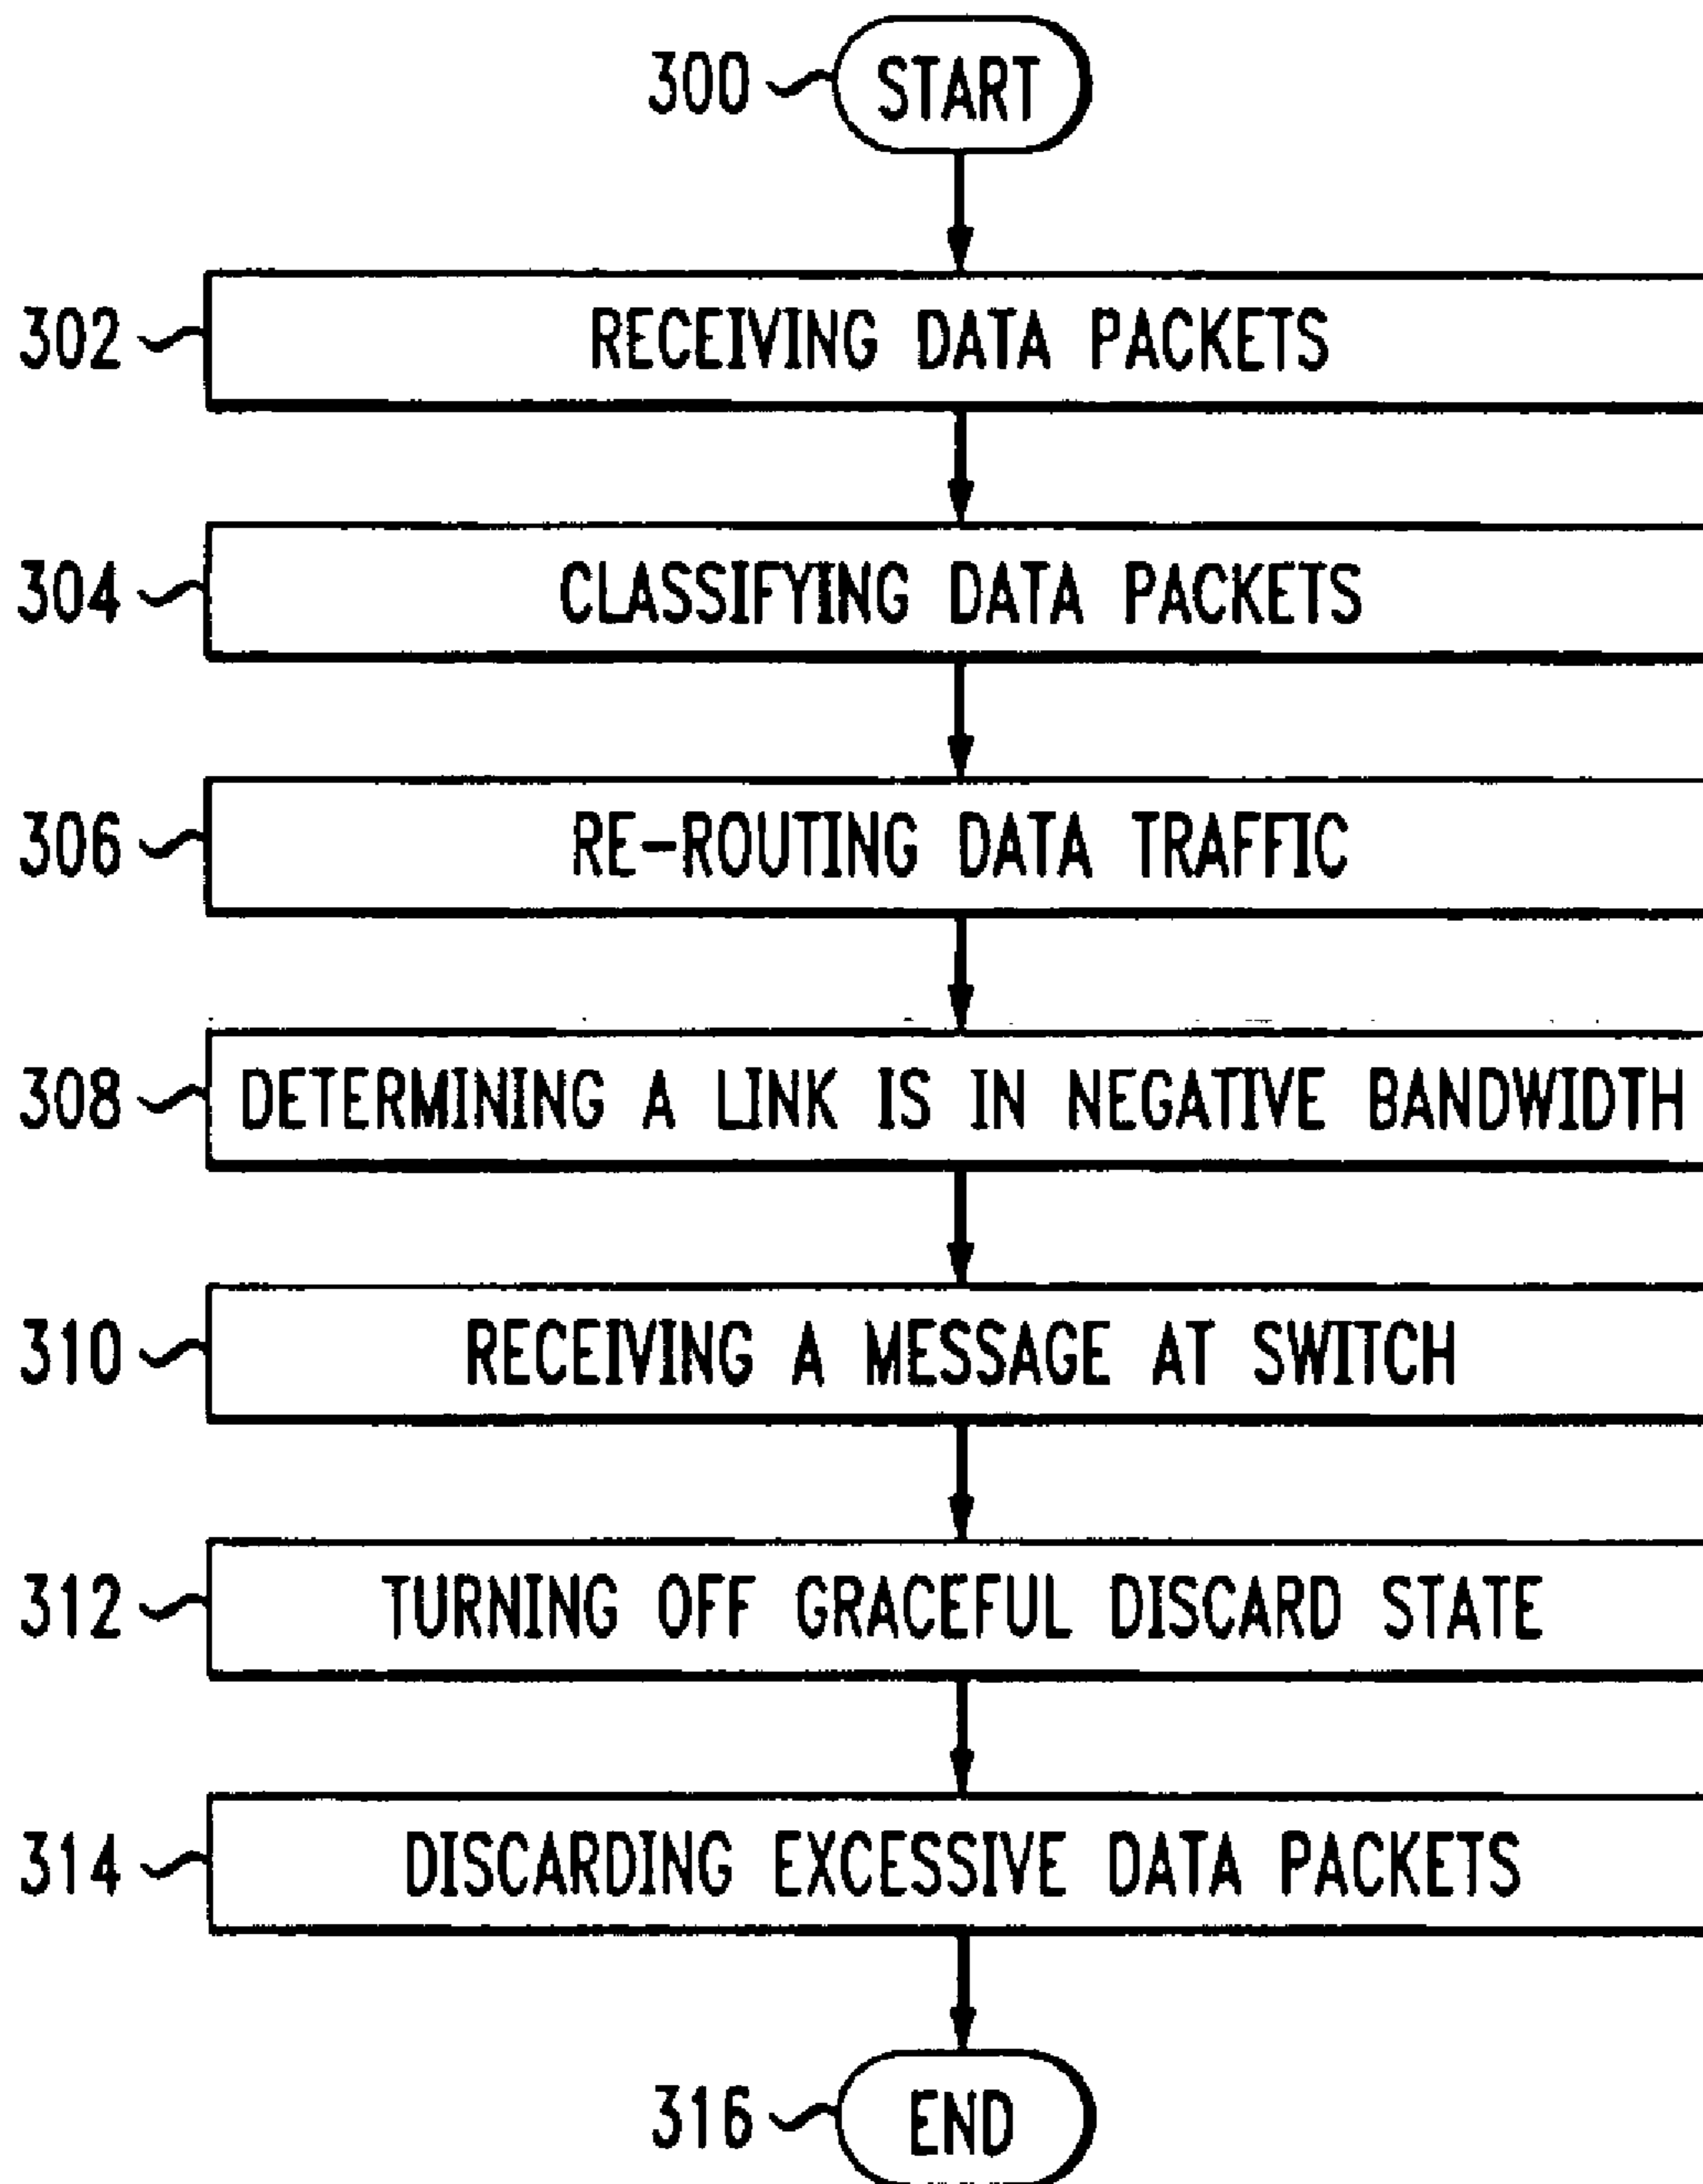 300 START
302 RECEIVING DATA PACKETS
304 CLASSIFYING DATA PACKETS
306 RE-ROUTING DATA TRAFFIC
308 DETERMINING A LINK IS IN NEGATIVE BANDWIDTH
310 RECEIVING A MESSAGE AT SWITCH
312 TURNING OFF GRACEFUL DISCARD STATE
314 DISCARDING EXCESSIVE DATA PACKETS
316 END